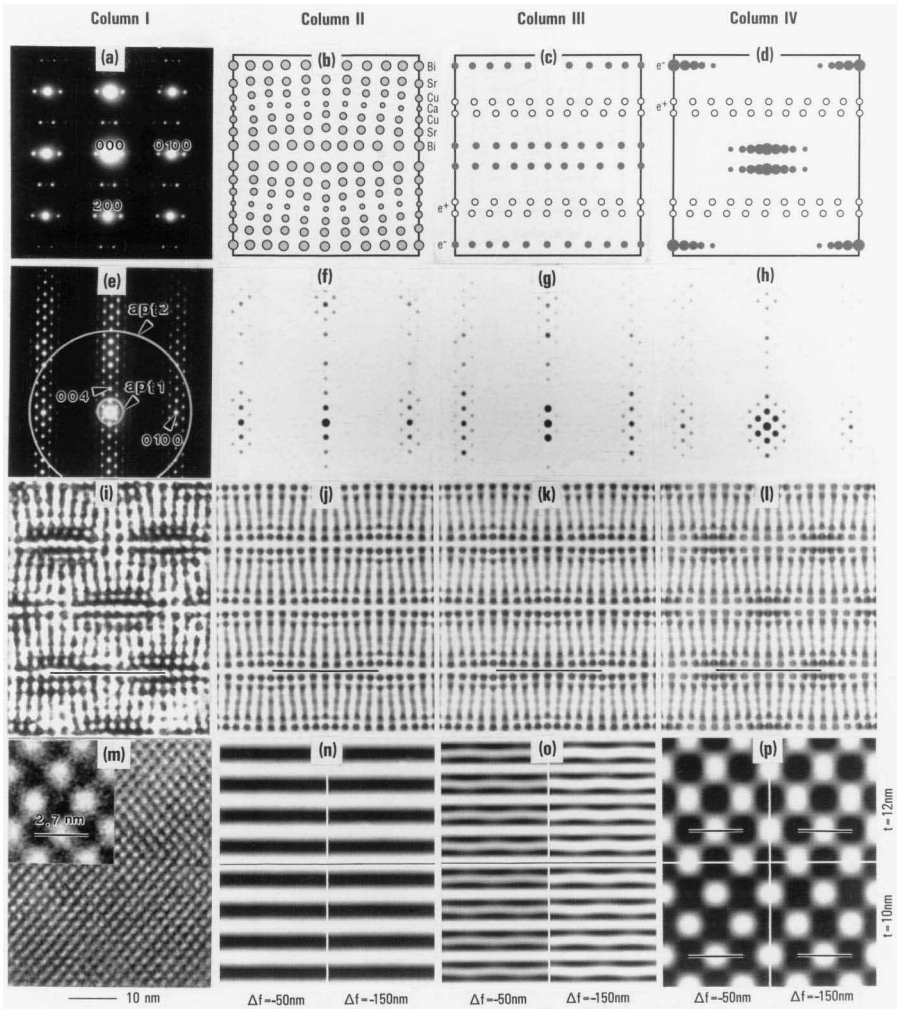 Column I Column II Column III Column IV
(a) (b) (c) (d)
000 0100
200
Bi
Sr
Cu
Ca
Cu
Sr
Bi
e⁺
e⁻
e⁻
e⁺
(e) (f) (g) (h)
apt2
004 apt1
0100
(i) (j) (k) (l)
(m) (n) (o) (p)
2,7 nm
t=12nm
t=10nm
10 nm Δf=-50nm Δf=-150nm Δf=-50nm Δf=-150nm Δf=-50nm Δf=-150nm